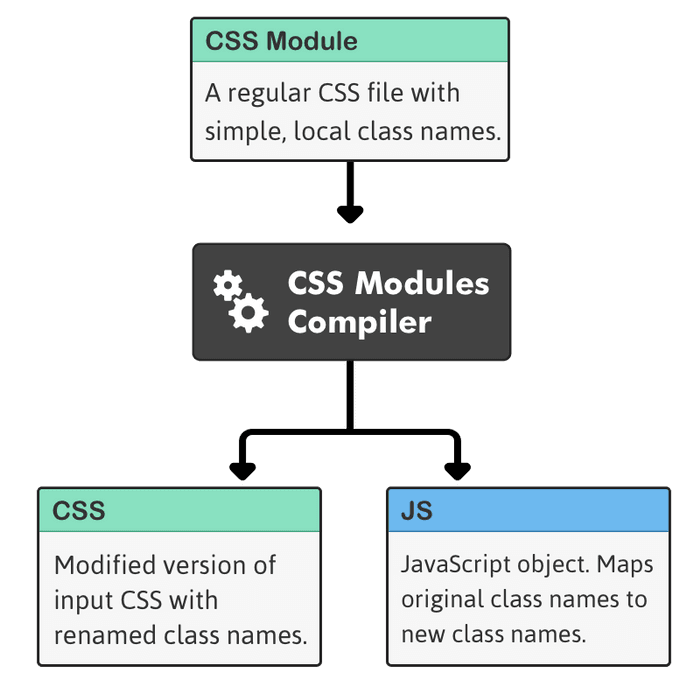 CSS Module
A regular CSS file with
simple, local class names.
CSS Modules
Compiler
CSS
Modified version of
input CSS with
renamed class names.
JS
JavaScript object. Maps
original class names to
new class names.